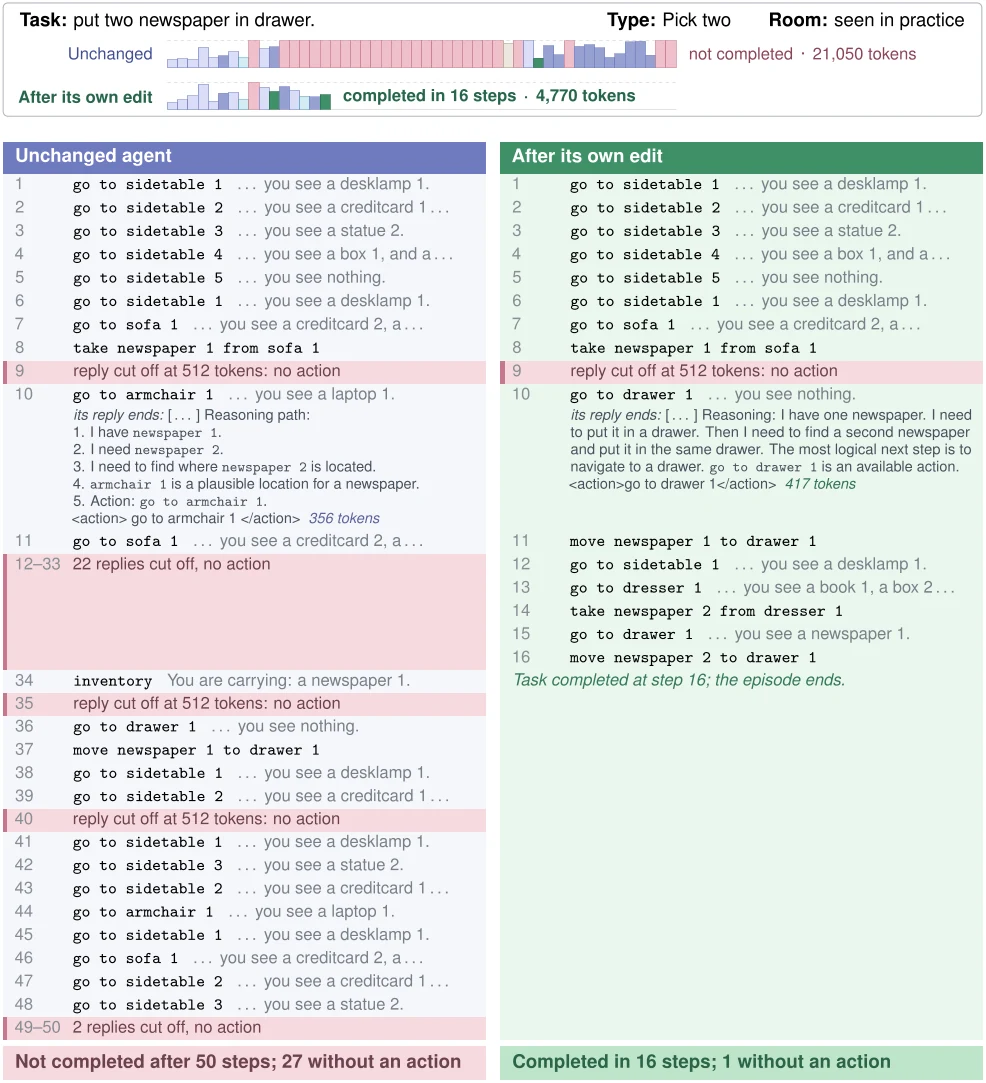 Task: put two newspaper in drawer. Type: Pick two Room: seen in practice
Unchanged not completed · 21,050 tokens
After its own edit completed in 16 steps · 4,770 tokens
Unchanged agent
1 go to sidetable 1 ... you see a desklamp 1.
2 go to sidetable 2 ... you see a creditcard 1 ...
3 go to sidetable 3 ... you see a statue 2.
4 go to sidetable 4 ... you see a box 1, and a ...
5 go to sidetable 5 ... you see nothing.
6 go to sidetable 1 ... you see a desklamp 1.
7 go to sofa 1 ... you see a creditcard 2, a ...
8 take newspaper 1 from sofa 1
9 reply cut off at 512 tokens: no action
10 go to armchair 1 ... you see a laptop 1.
its reply ends: [ ... ] Reasoning path:
1. I have newspaper 1.
2. I need newspaper 2.
3. I need to find where newspaper 2 is located.
4. armchair 1 is a plausible location for a newspaper.
5. Action: go to armchair 1.
<action> go to armchair 1 </action> 356 tokens
11 go to sofa 1 ... you see a creditcard 2, a ...
12–33 22 replies cut off, no action
34 inventory You are carrying: a newspaper 1.
35 reply cut off at 512 tokens: no action
36 go to drawer 1 ... you see nothing.
37 move newspaper 1 to drawer 1
38 go to sidetable 1 ... you see a desklamp 1.
39 go to sidetable 2 ... you see a creditcard 1 ...
40 reply cut off at 512 tokens: no action
41 go to sidetable 1 ... you see a desklamp 1.
42 go to sidetable 3 ... you see a statue 2.
43 go to sidetable 2 ... you see a creditcard 1 ...
44 go to armchair 1 ... you see a laptop 1.
45 go to sidetable 1 ... you see a desklamp 1.
46 go to sofa 1 ... you see a creditcard 2, a ...
47 go to sidetable 2 ... you see a creditcard 1 ...
48 go to sidetable 3 ... you see a statue 2.
49–50 2 replies cut off, no action
Not completed after 50 steps; 27 without an action
After its own edit
1 go to sidetable 1 ... you see a desklamp 1.
2 go to sidetable 2 ... you see a creditcard 1 ...
3 go to sidetable 3 ... you see a statue 2.
4 go to sidetable 4 ... you see a box 1, and a ...
5 go to sidetable 5 ... you see nothing.
6 go to sidetable 1 ... you see a desklamp 1.
7 go to sofa 1 ... you see a creditcard 2, a ...
8 take newspaper 1 from sofa 1
9 reply cut off at 512 tokens: no action
10 go to drawer 1 ... you see nothing.
its reply ends: [ ... ] Reasoning: I have one newspaper. I need
to put it in a drawer. Then I need to find a second newspaper
and put it in the same drawer. The most logical next step is to
navigate to a drawer. go to drawer 1 is an available action.
<action>go to drawer 1</action> 417 tokens
11 move newspaper 1 to drawer 1
12 go to sidetable 1 ... you see a desklamp 1.
13 go to dresser 1 ... you see a book 1, a box 2 ...
14 take newspaper 2 from dresser 1
15 go to drawer 1 ... you see a newspaper 1.
16 move newspaper 2 to drawer 1
Task completed at step 16; the episode ends.
Completed in 16 steps; 1 without an action